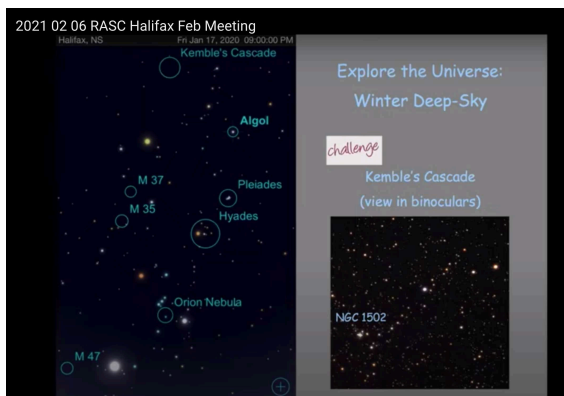 2021 02 06 RASC Halifax Feb Meeting
Halifax, NS
Fri Jan 17, 2020 09:00:00 PM
Kemble's Cascade
Algol
M 37
Pleiades
M 35
Hyades
Orion Nebula
M 47
Explore the Universe:
Winter Deep-Sky
challenge
Kemble's Cascade
(view in binoculars)
NGC 1502